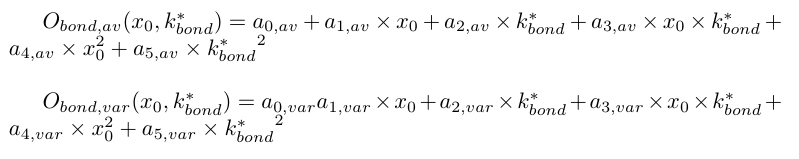 O_{bond,av}(x_0, k^*_{bond}) = a_{0,av} + a_{1,av} × x_0 + a_{2,av} × k^*_{bond} + a_{3,av} × x_0 × k^*_{bond} +
a_{4,av} × x_0^2 + a_{5,av} × {k^*_{bond}}^2
O_{bond,var}(x_0, k^*_{bond}) = a_{0,var}a_{1,var} × x_0 + a_{2,var} × k^*_{bond} + a_{3,var} × x_0 × k^*_{bond} +
a_{4,var} × x_0^2 + a_{5,var} × {k^*_{bond}}^2